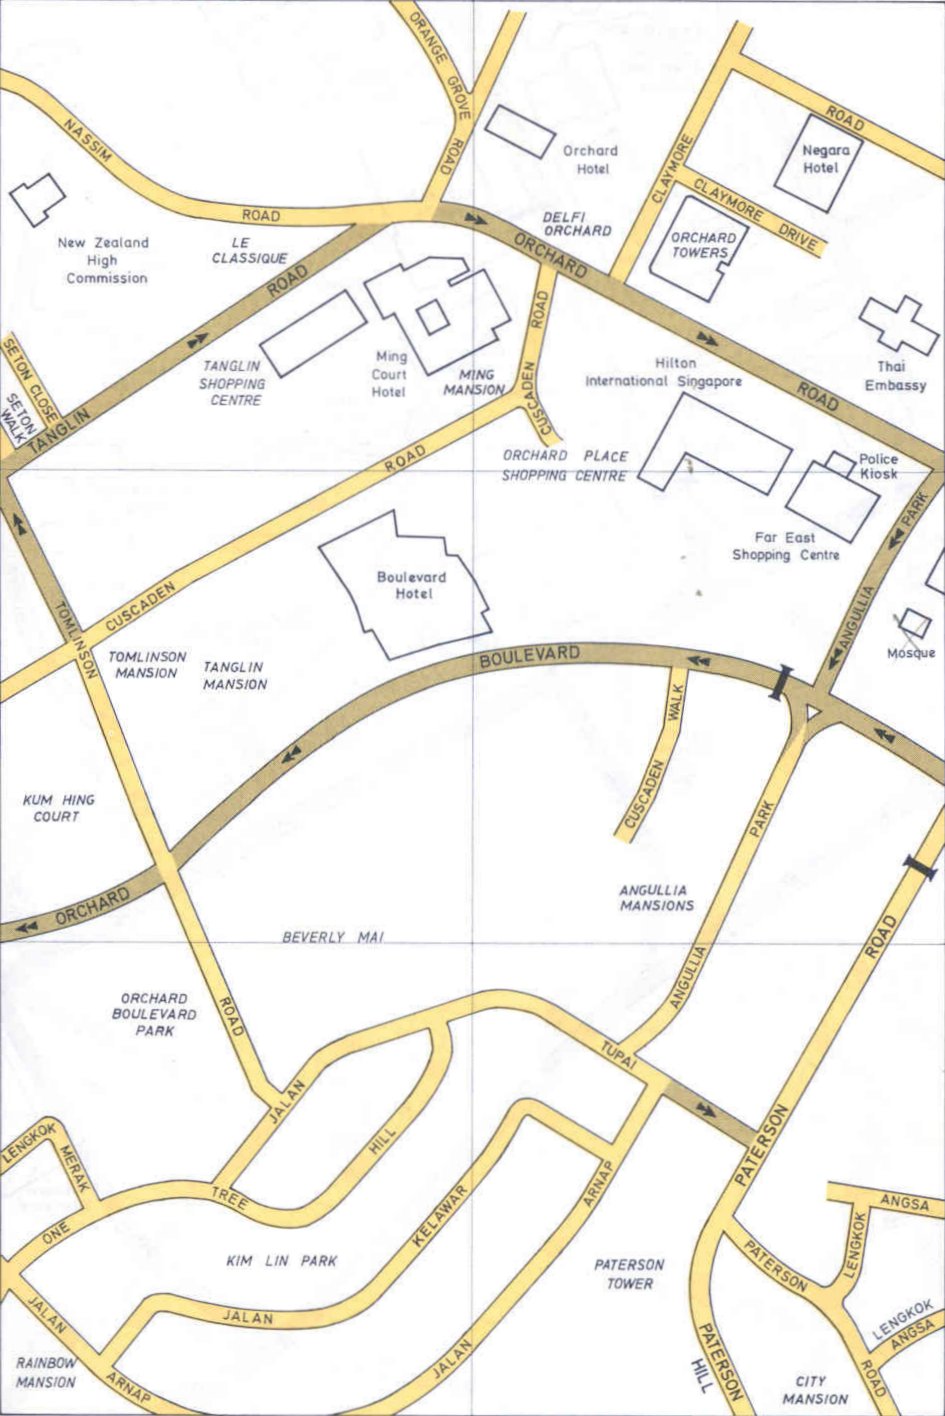 ORANGE GROVE ROAD
NASSIM ROAD
Orchard
Hotel
CLAYMORE
ROAD
Negara
Hotel
CLAYMORE DRIVE
DELFI
ORCHARD
ORCHARD
TOWERS
New Zealand
High
Commission
LE
CLASSIQUE
ORCHARD ROAD
TANGLIN ROAD
SETON CLOSE
SETON
WALK
TANGLIN
SHOPPING
CENTRE
Ming
Court
Hotel
MING
MANSION
CUSCADEN ROAD
Hilton
International Singapore
Thai
Embassy
ORCHARD PLACE
SHOPPING CENTRE
Police
Kiosk
CUSCADEN ROAD
Far East
Shopping Centre
ANGULLIA PARK
Boulevard
Hotel
Mosque
TOMLINSON ROAD
TOMLINSON
MANSION
TANGLIN
MANSION
ORCHARD BOULEVARD
CUSCADEN WALK
KUM HING
COURT
ANGULLIA PARK
ANGULLIA
MANSIONS
BEVERLY MAI
ORCHARD
BOULEVARD
PARK
PATERSON ROAD
JALAN TUPAI
ONE TREE HILL
LENGKOK MERAK
JALAN KELAWAR
JALAN ARNAP
KIM LIN PARK
PATERSON
TOWER
PATERSON ROAD
LENGKOK ANGSA
LENGKOK
ANGSA
JALAN ARNAP
RAINBOW
MANSION
PATERSON
HILL
CITY
MANSION